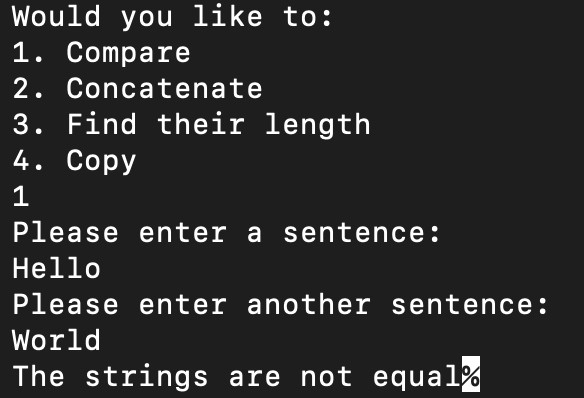 Would you like to:
1. Compare
2. Concatenate
3. Find their length
4. Copy
1
Please enter a sentence:
Hello
Please enter another sentence:
World
The strings are not equal%